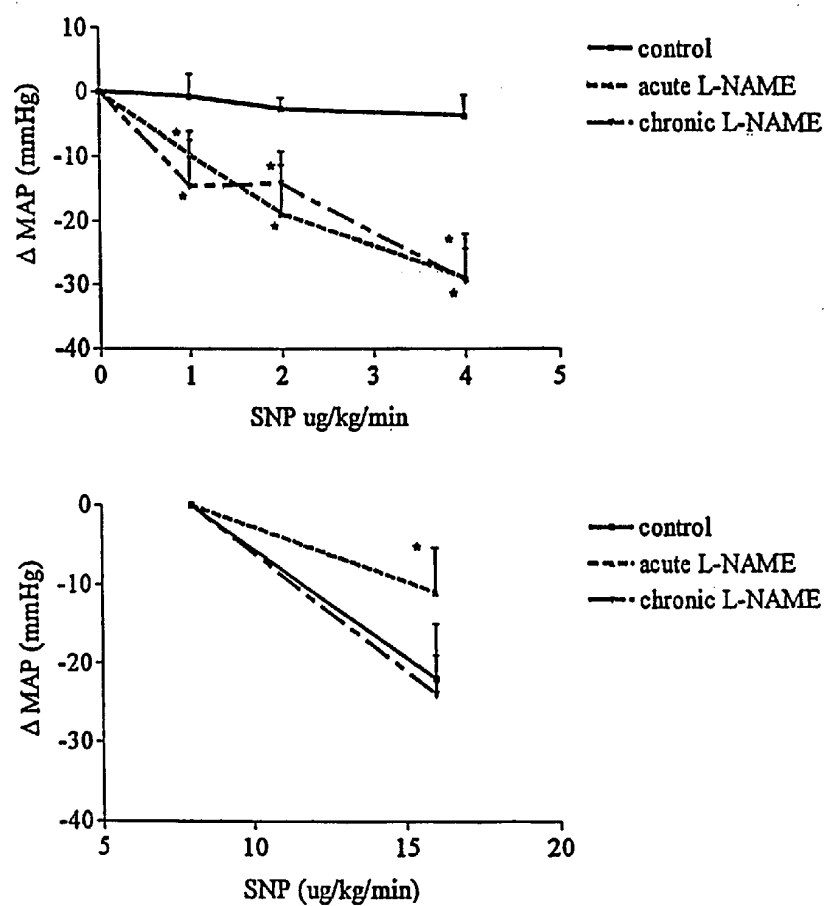 10
0
-10
-20
-30
-40
Δ MAP (mmHg)
0 1 2 3 4 5
SNP ug/kg/min
control
acute L-NAME
chronic L-NAME
*
*
*
*
*
*
0
-10
-20
-30
-40
Δ MAP (mmHg)
5 10 15 20
SNP (ug/kg/min)
control
acute L-NAME
chronic L-NAME
*